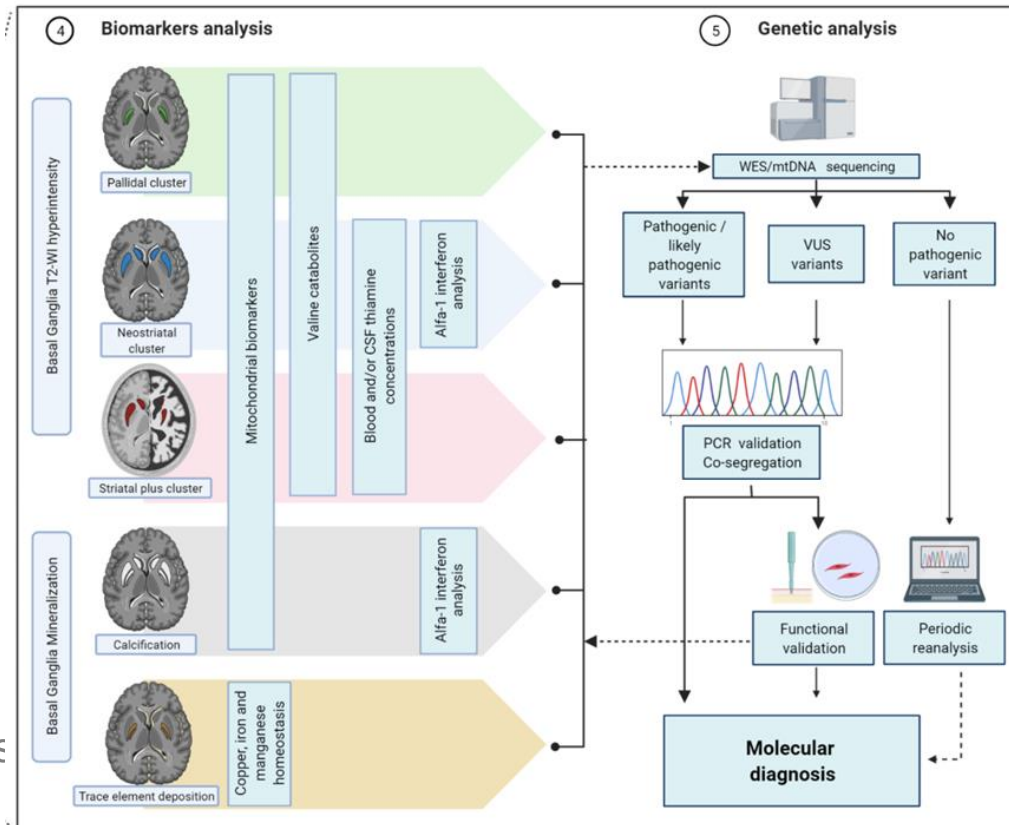 4 Biomarkers analysis
Basal Ganglia T2-WI hyperintensity
Pallidal cluster
Neostriatal
cluster
Striatal plus cluster
Basal Ganglia Mineralization
Calcification
Trace element deposition
Mitochondrial biomarkers
Valine catabolites
Blood and/or CSF thiamine
concentrations
Alfa-1 interferon
analysis
Alfa-1 interferon
analysis
Copper, iron and
manganese
homeostasis
5 Genetic analysis
WES/mtDNA sequencing
Pathogenic /
likely
pathogenic
variants
VUS
variants
No
pathogenic
variant
PCR validation
Co-segregation
Functional
validation
Periodic
reanalysis
Molecular
diagnosis